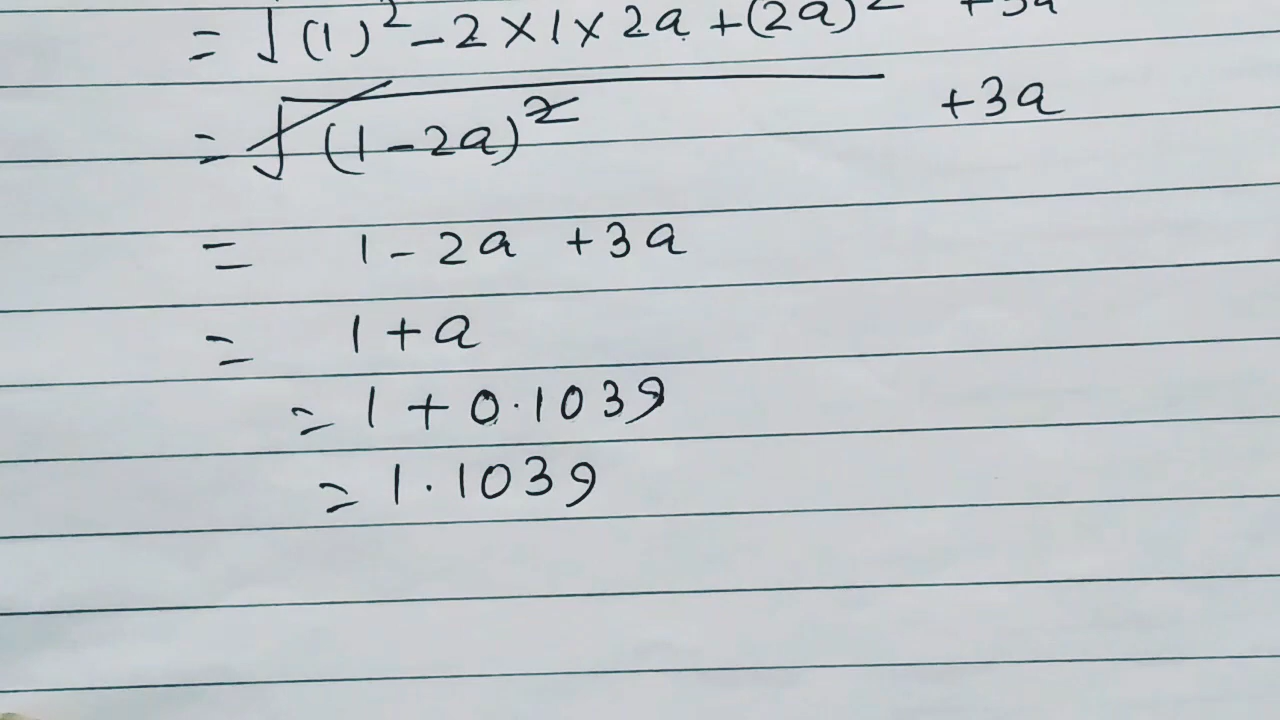 = √(1)² - 2 × 1 × 2a + (2a)² + 3a
= √(1 - 2a)² + 3a
= 1 - 2a + 3a
= 1 + a
= 1 + 0.1039
= 1.1039